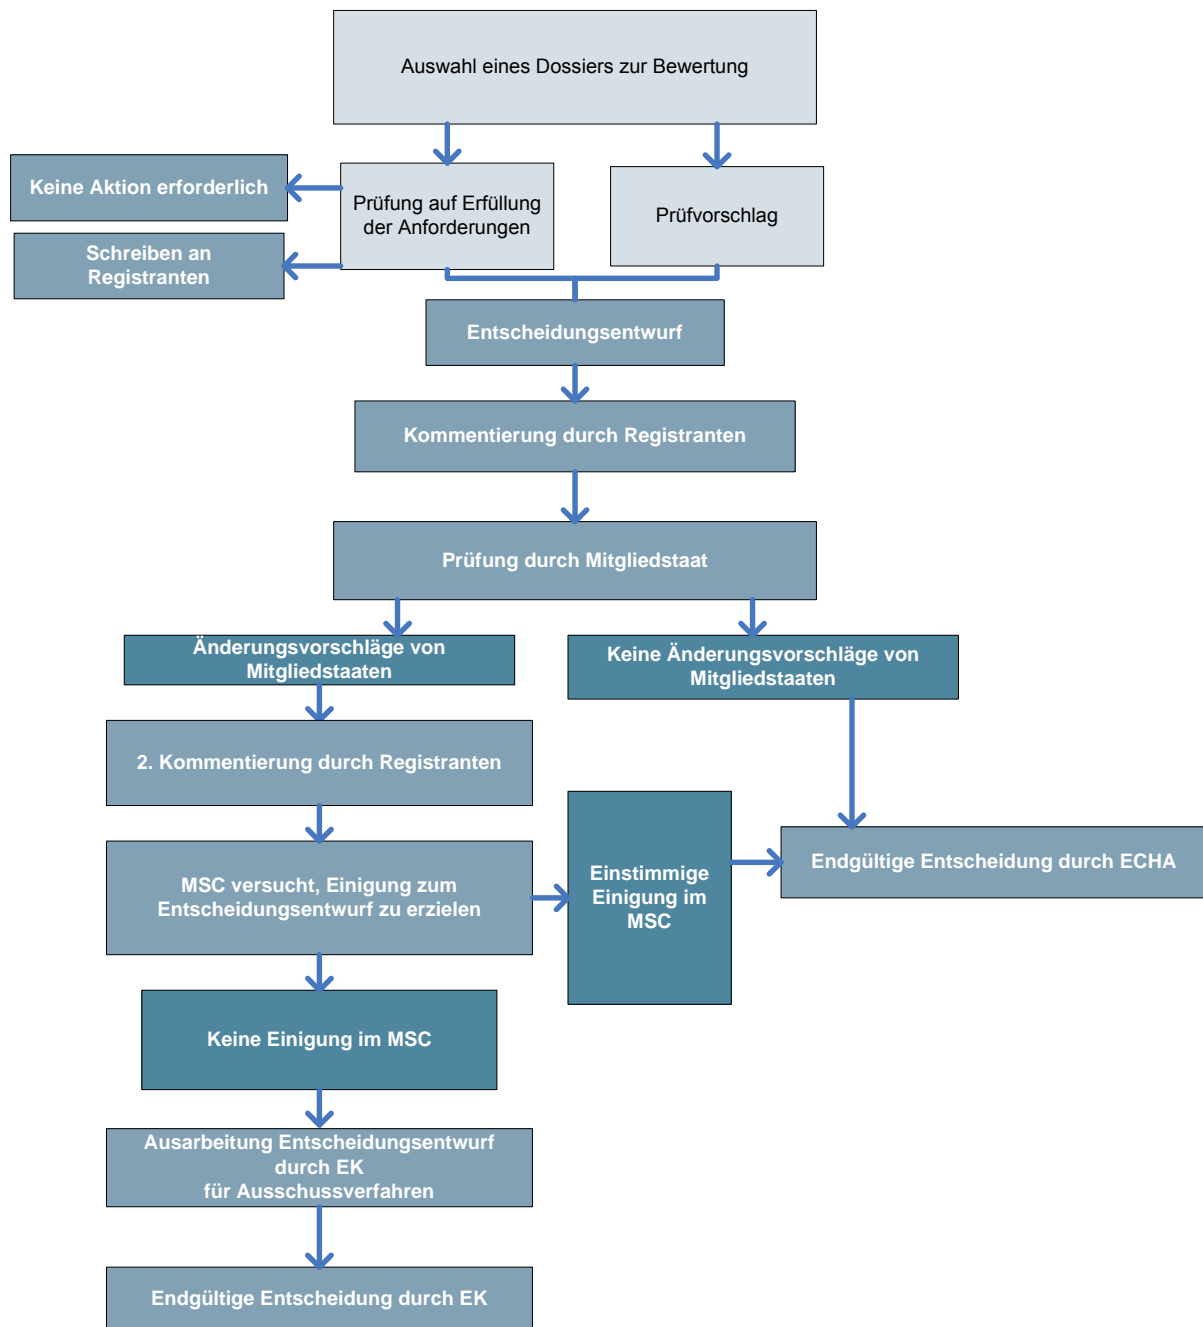 Auswahl eines Dossiers zur Bewertung
Keine Aktion erforderlich
Prüfung auf Erfüllung
der Anforderungen
Prüfvorschlag
Schreiben an
Registranten
Entscheidungsentwurf
Kommentierung durch Registranten
Prüfung durch Mitgliedstaat
Änderungsvorschläge von
Mitgliedstaaten
Keine Änderungsvorschläge von
Mitgliedstaaten
2. Kommentierung durch Registranten
MSC versucht, Einigung zum
Entscheidungsentwurf zu erzielen
Einstimmige
Einigung im
MSC
Endgültige Entscheidung durch ECHA
Keine Einigung im MSC
Ausarbeitung Entscheidungsentwurf
durch EK
für Ausschussverfahren
Endgültige Entscheidung durch EK